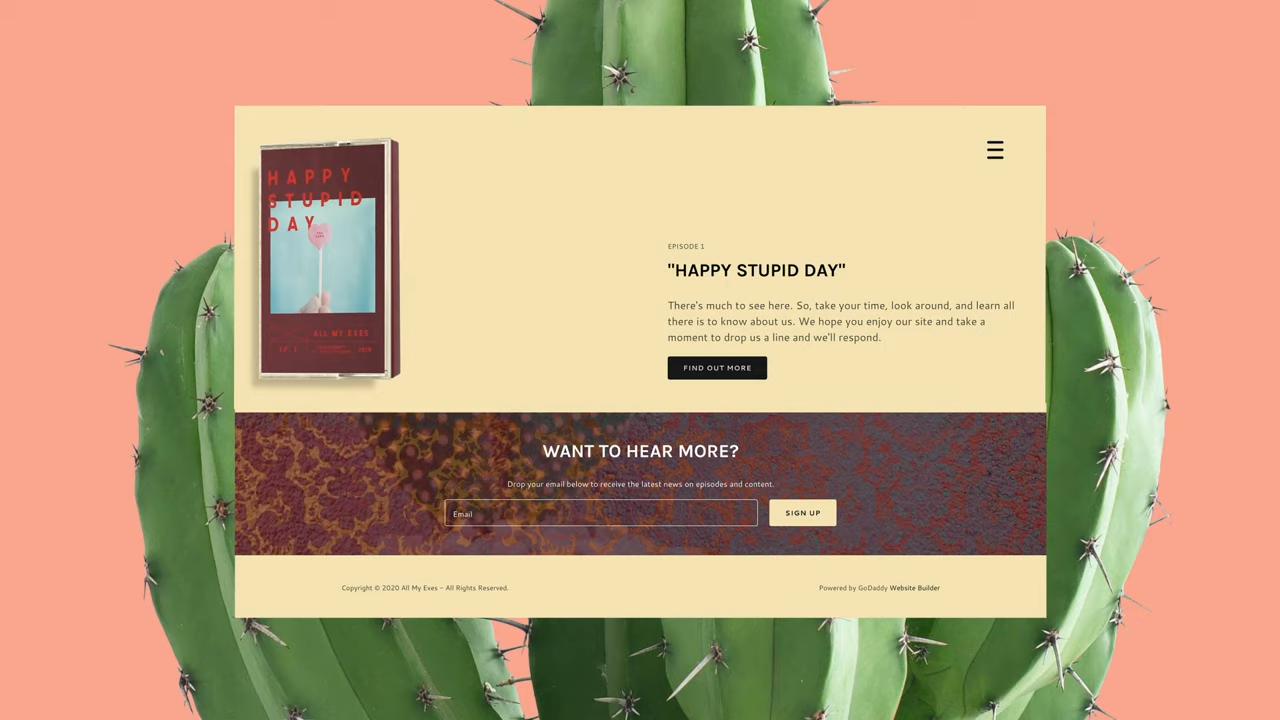 HAPPY
STUPID
DAY
ALL MY EXES
EP. 1
2020
EPISODE 1
"HAPPY STUPID DAY"
There's much to see here. So, take your time, look around, and learn all
there is to know about us. We hope you enjoy our site and take a
moment to drop us a line and we'll respond.
FIND OUT MORE
WANT TO HEAR MORE?
Drop your email below to receive the latest news on episodes and content.
Email
SIGN UP
Copyright © 2020 All My Exes – All Rights Reserved.
Powered by GoDaddy Website Builder